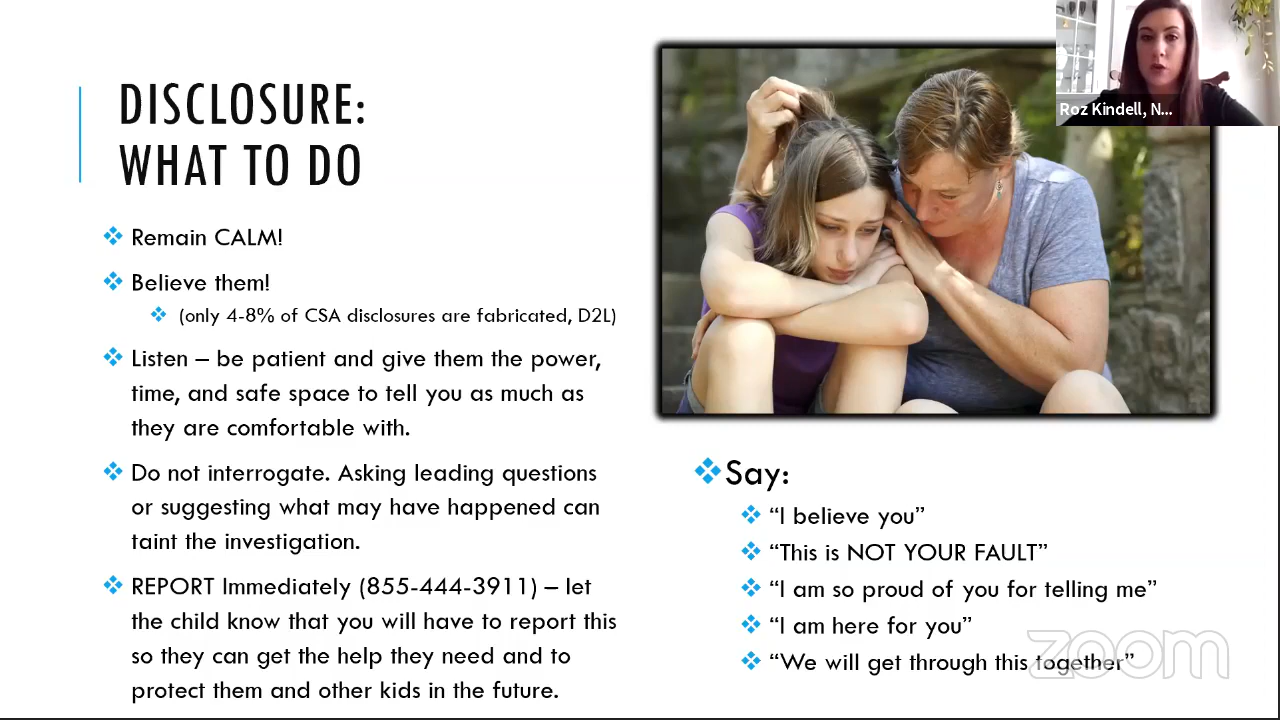 DISCLOSURE:
WHAT TO DO
Remain CALM!
Believe them!
(only 4-8% of CSA disclosures are fabricated, D2L)
Listen – be patient and give them the power,
time, and safe space to tell you as much as
they are comfortable with.
Do not interrogate. Asking leading questions
or suggesting what may have happened can
taint the investigation.
REPORT Immediately (855-444-3911) – let
the child know that you will have to report this
so they can get the help they need and to
protect them and other kids in the future.
Roz Kindell, N...
Say:
“I believe you”
“This is NOT YOUR FAULT”
“I am so proud of you for telling me”
“I am here for you”
“We will get through this together”
zoom